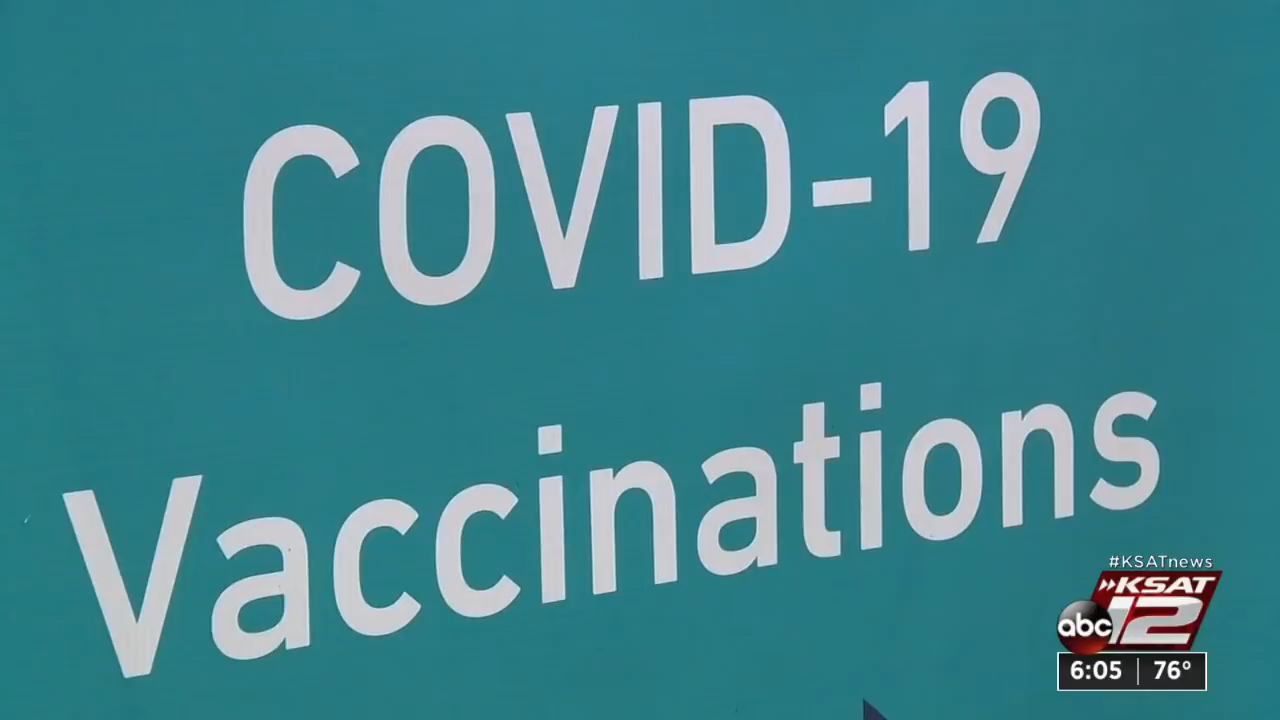 COVID-19
Vaccinations
#KSATnews
KSAT
abc 12
6:05 | 76°